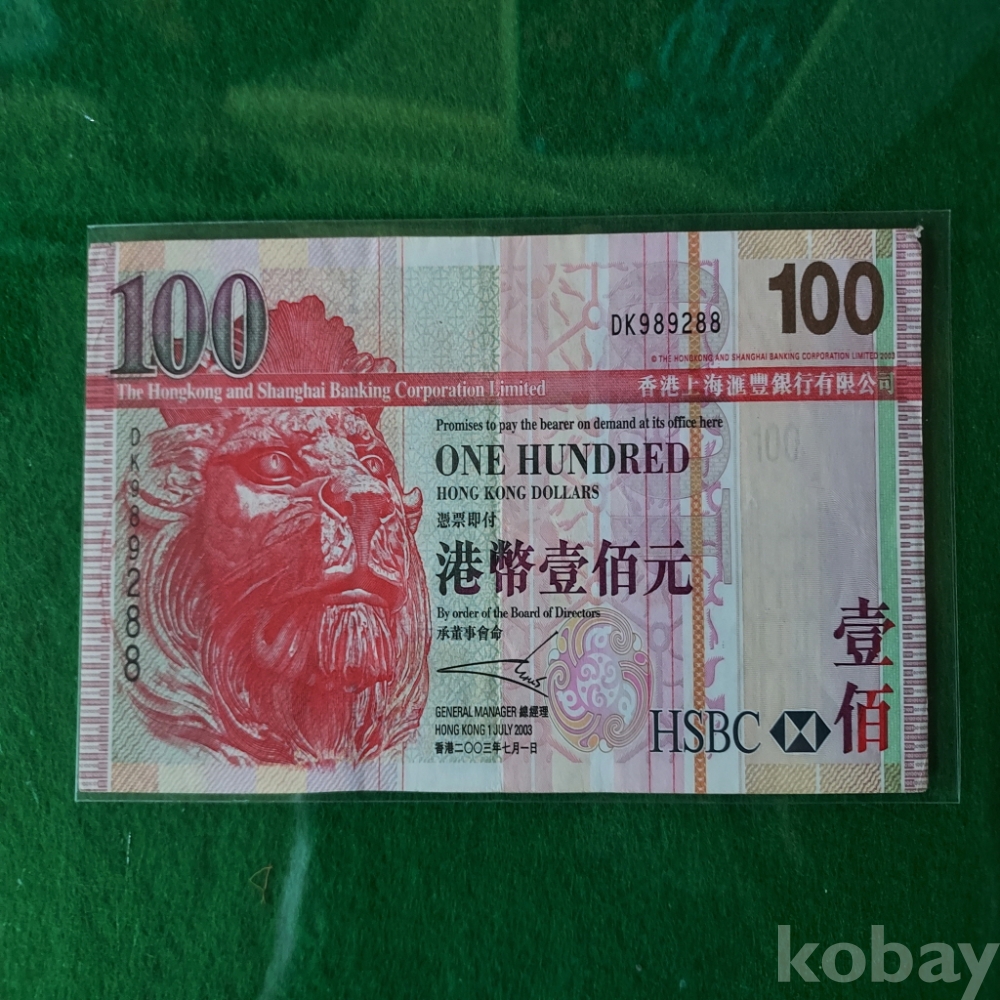 100
100
DK989288
© THE HONGKONG AND SHANGHAI BANKING CORPORATION LIMITED 2003
The Hongkong and Shanghai Banking Corporation Limited
香港上海滙豐銀行有限公司
Promises to pay the bearer on demand at its office here
DK989288
100
ONE HUNDRED
HONG KONG DOLLARS
憑票即付
港幣壹佰元
By order of the Board of Directors
承董事會命
壹佰
GENERAL MANAGER 總經理
HONG KONG 1 JULY 2003
香港二〇〇三年七月一日
HSBC
kobay